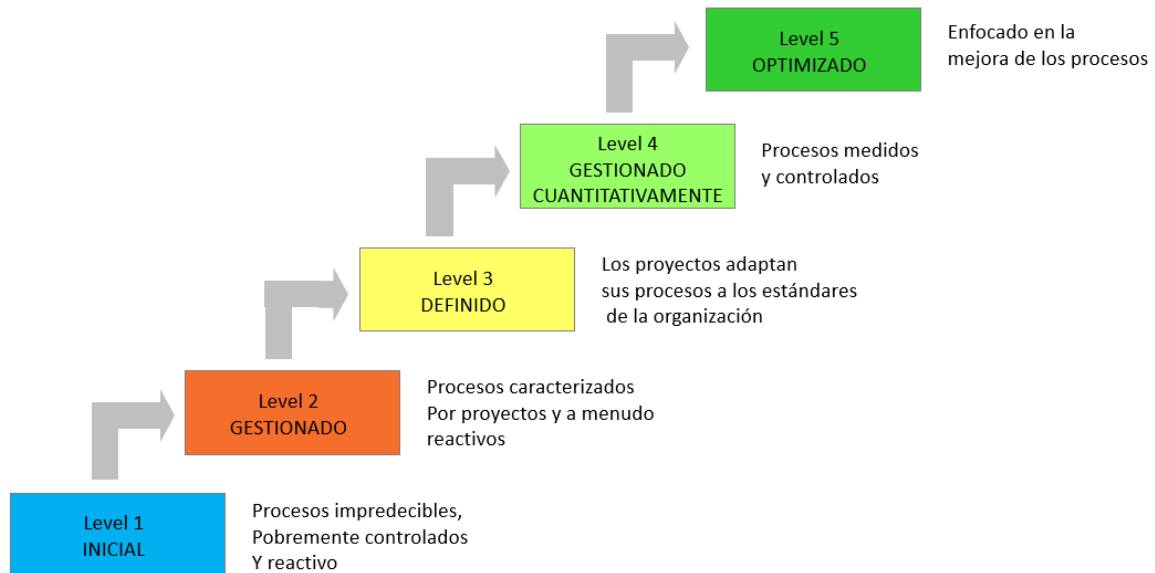 Level 5
OPTIMIZADO
Enfocado en la
mejora de los procesos
Level 4
GESTIONADO
CUANTITATIVAMENTE
Procesos medidos
y controlados
Level 3
DEFINIDO
Los proyectos adaptan
sus procesos a los estándares
de la organización
Level 2
GESTIONADO
Procesos caracterizados
Por proyectos y a menudo
reactivos
Level 1
INICIAL
Procesos impredecibles,
Pobremente controlados
Y reactivo